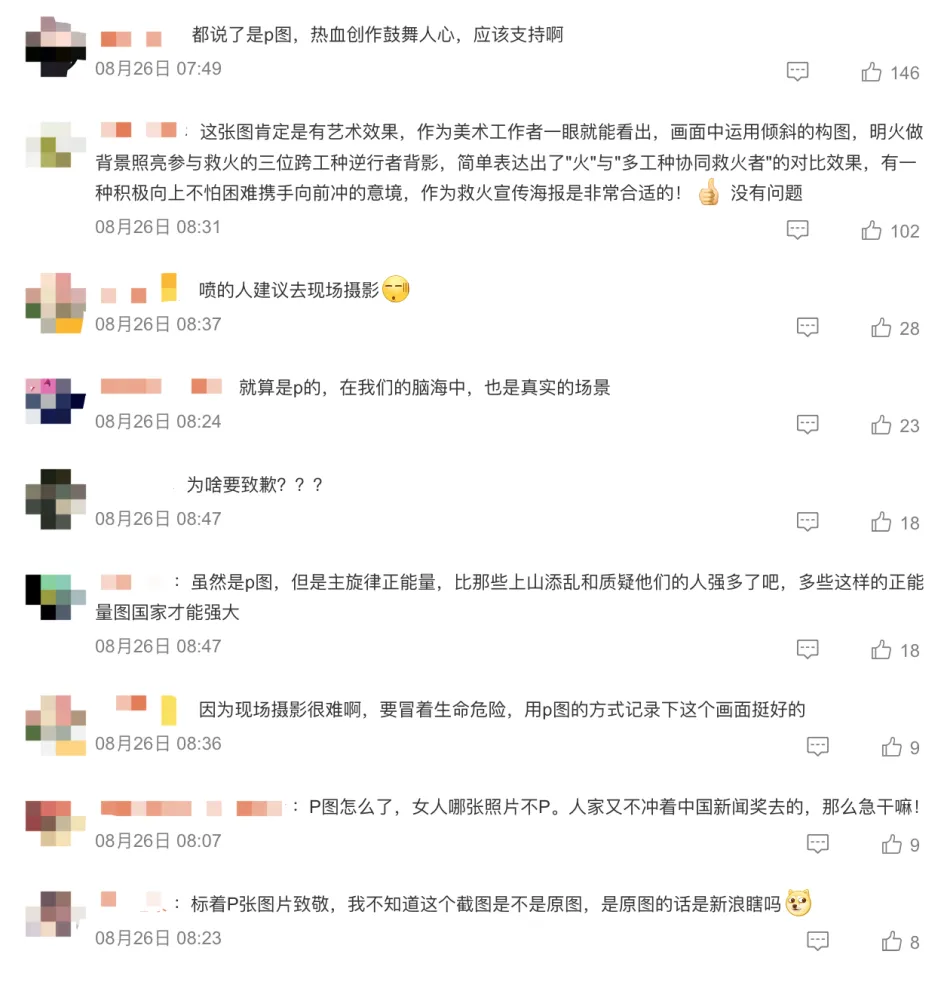 都说了是p图，热血创作鼓舞人心，应该支持啊
08月26日 07:49
146
：这张图肯定是有艺术效果，作为美术工作者一眼就能看出，画面中运用倾斜的构图，明火做
背景照亮参与救火的三位跨工种逆行者背影，简单表达出了"火"与"多工种协同救火者"的对比效果，有一
种积极向上不怕困难携手向前冲的意境，作为救火宣传海报是非常合适的！👍 没有问题
08月26日 08:31
102
喷的人建议去现场摄影
08月26日 08:37
28
就算是p的，在我们的脑海中，也是真实的场景
08月26日 08:24
23
为啥要致歉？？？
08月26日 08:47
18
：虽然是p图，但是主旋律正能量，比那些上山添乱和质疑他们的人强多了吧，多些这样的正能
量图国家才能强大
08月26日 08:47
18
因为现场摄影很难啊，要冒着生命危险，用p图的方式记录下这个画面挺好的
08月26日 08:36
9
：P图怎么了，女人哪张照片不P。人家又不冲着中国新闻奖去的，那么急干嘛！
08月26日 08:07
9
：标着P张图片致敬，我不知道这个截图是不是原图，是原图的话是新浪瞎吗
08月26日 08:23
8